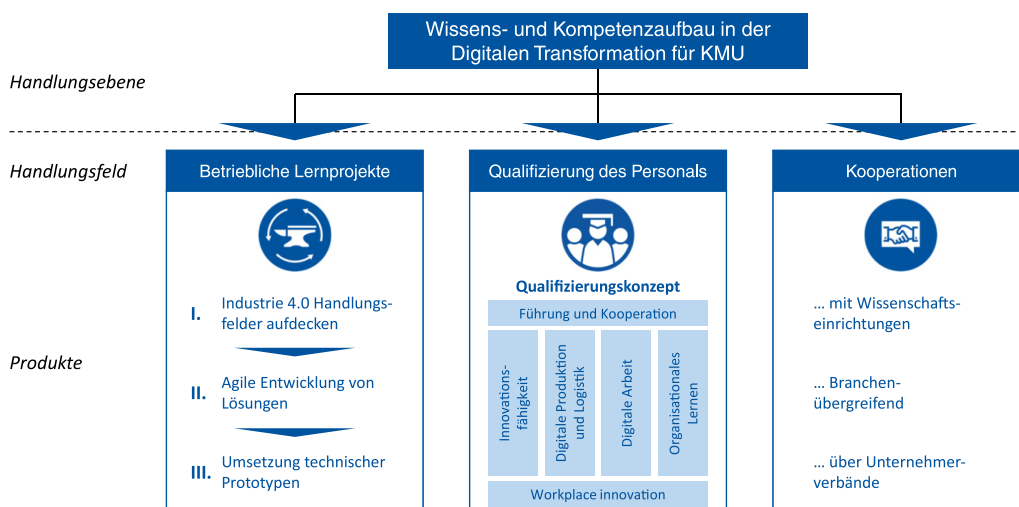 Wissens- und Kompetenzaufbau in der
Digitalen Transformation für KMU
Handlungsebene
Handlungsfeld
Betriebliche Lernprojekte
Qualifizierung des Personals
Kooperationen
Produkte
I. Industrie 4.0 Handlungs-
felder aufdecken
II. Agile Entwicklung von
Lösungen
III. Umsetzung technischer
Prototypen
Qualifizierungskonzept
Führung und Kooperation
Innovations-
fähigkeit
Digitale Produktion
und Logistik
Digitale Arbeit
Organisationales
Lernen
Workplace innovation
... mit Wissenschafts-
einrichtungen
... Branchen-
übergreifend
... über Unternehmer-
verbände